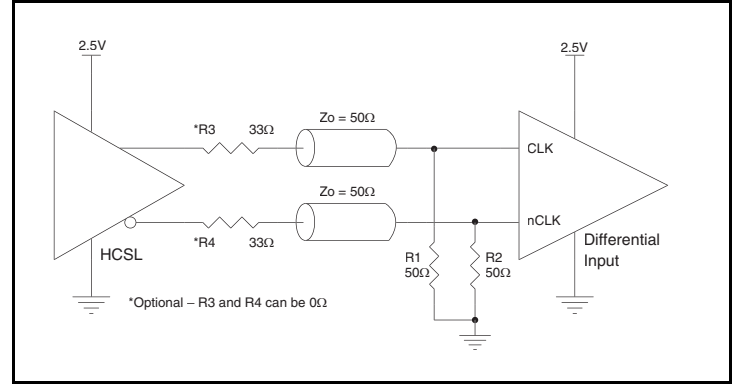 2.5V
2.5V
Zo = 50Ω
*R3 33Ω
CLK
Zo = 50Ω
nCLK
*R4 33Ω
HCSL
R1
50Ω
R2
50Ω
Differential
Input
*Optional – R3 and R4 can be 0Ω